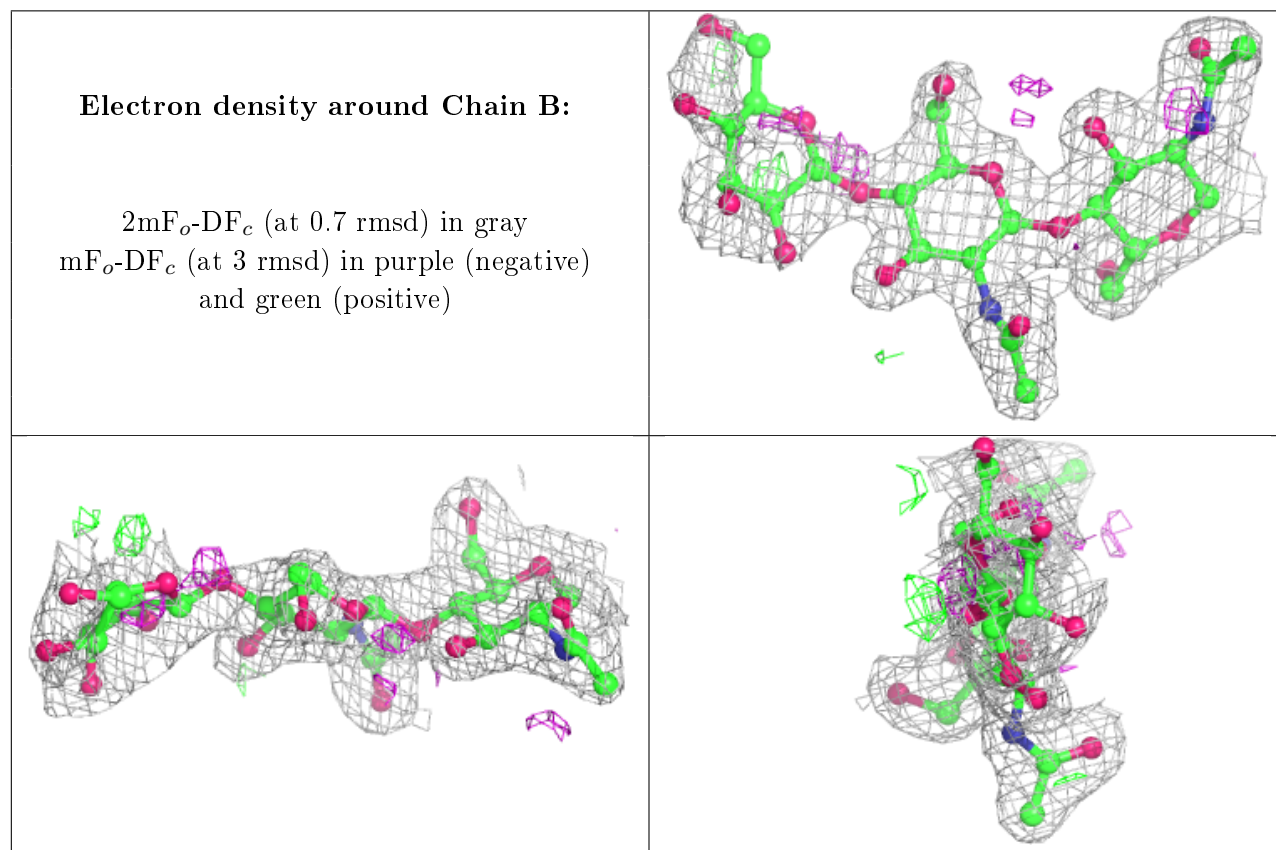 Electron density around Chain B:
2mFₒ-DF𝒸 (at 0.7 rmsd) in gray
mFₒ-DF𝒸 (at 3 rmsd) in purple (negative)
and green (positive)